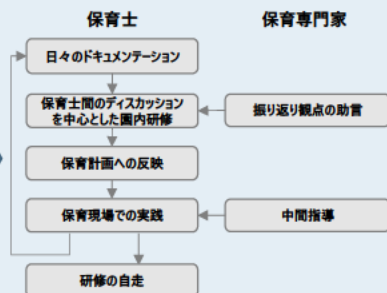 保育士
保育専門家
日々のドキュメンテーション
保育士間のディスカッション
を中心とした園内研修
振り返り観点の助言
保育計画への反映
保育現場での実践
中間指導
研修の自走